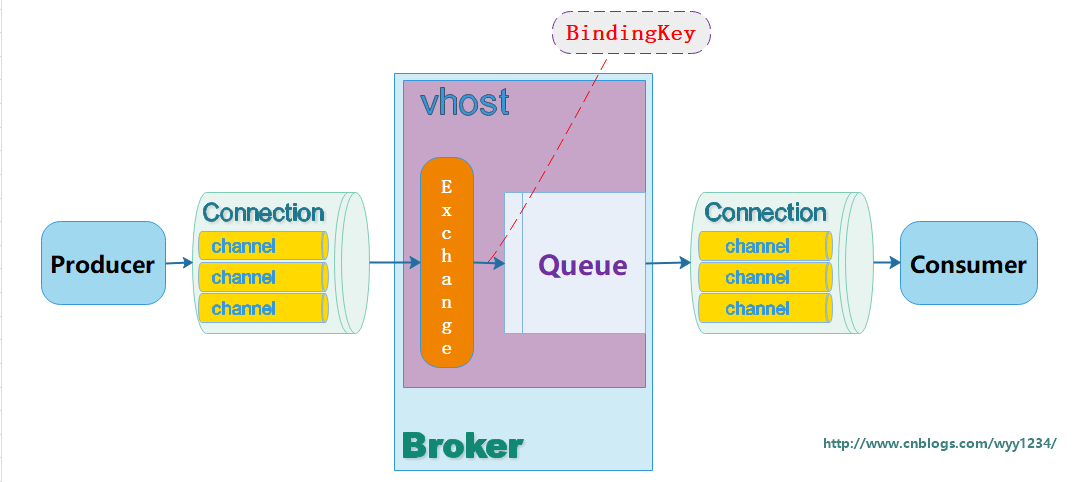 BindingKey
vhost
Exchange
Connection
channel
channel
channel
Producer
Queue
Connection
channel
channel
channel
Consumer
Broker
http://www.cnblogs.com/wyy1234/